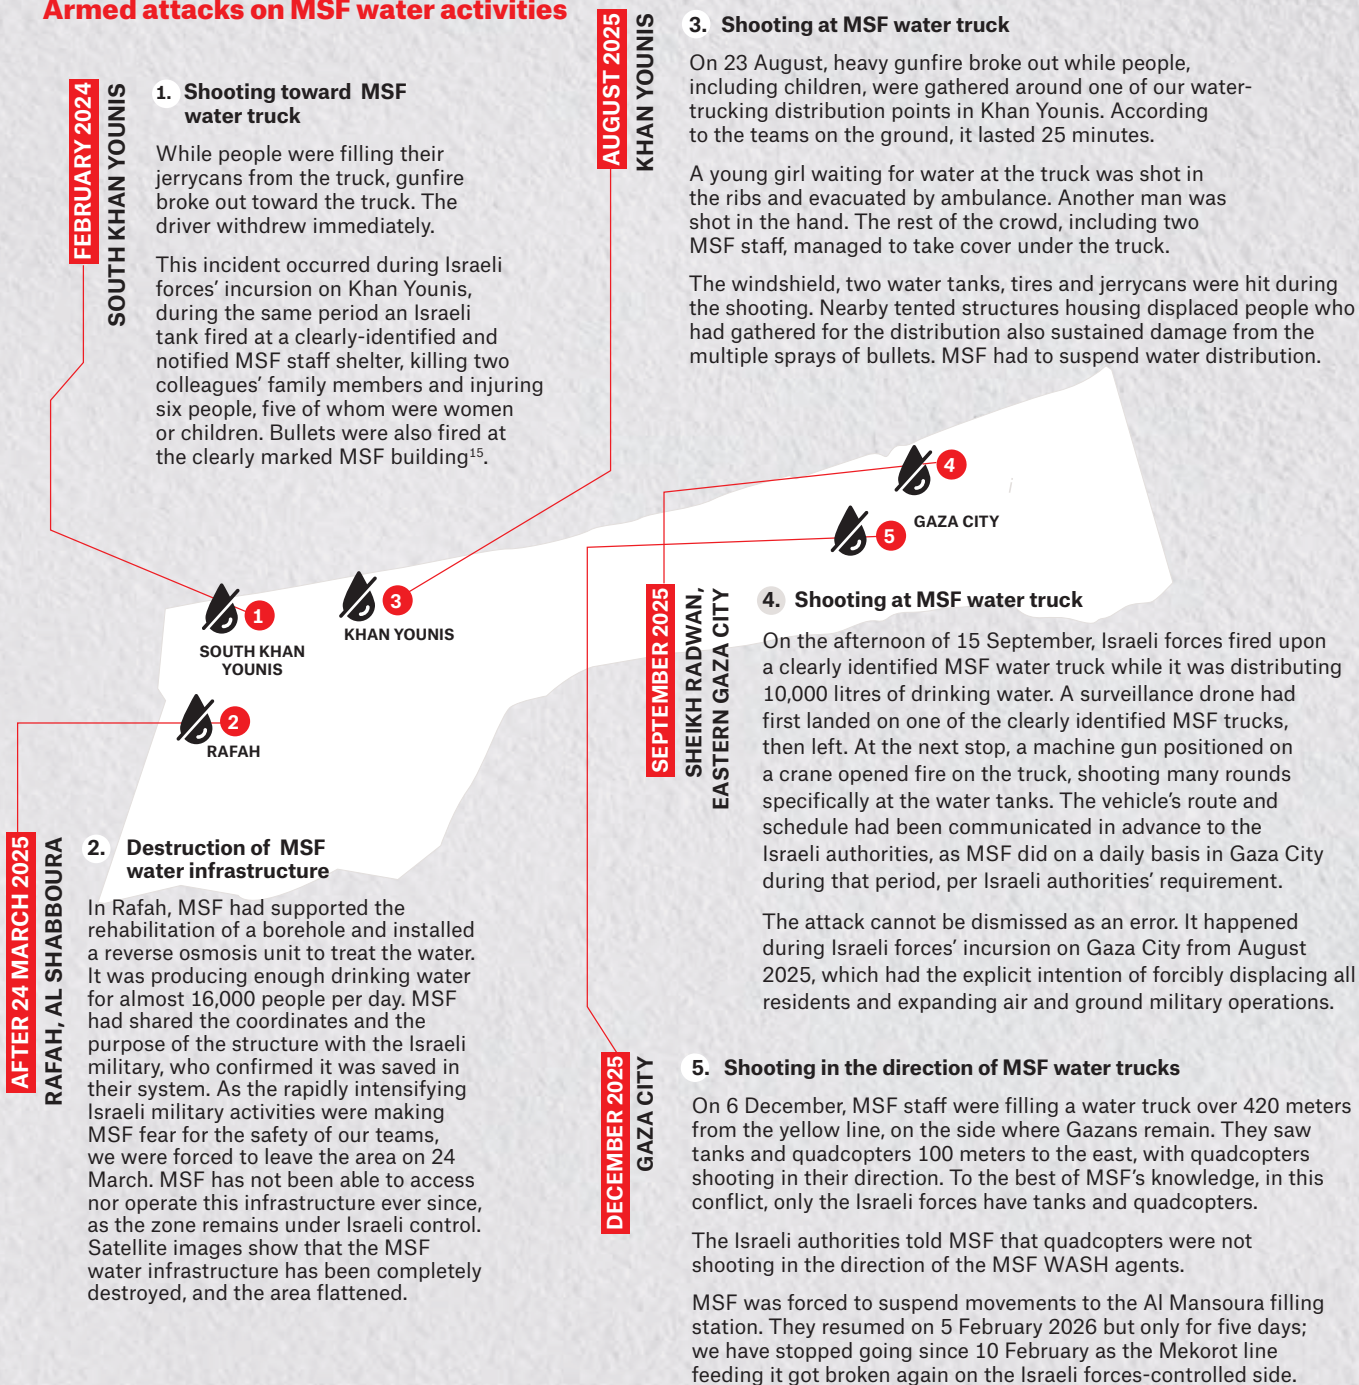 Armed attacks on MSF water activities
FEBRUARY 2024
SOUTH KHAN YOUNIS
1. Shooting toward MSF
water truck
While people were filling their
jerrycans from the truck, gunfire
broke out toward the truck. The
driver withdrew immediately.
This incident occurred during Israeli
forces’ incursion on Khan Younis,
during the same period an Israeli
tank fired at a clearly-identified and
notified MSF staff shelter, killing two
colleagues’ family members and injuring
six people, five of whom were women
or children. Bullets were also fired at
the clearly marked MSF building15.
AUGUST 2025
KHAN YOUNIS
3. Shooting at MSF water truck
On 23 August, heavy gunfire broke out while people,
including children, were gathered around one of our water-
trucking distribution points in Khan Younis. According
to the teams on the ground, it lasted 25 minutes.
A young girl waiting for water at the truck was shot in
the ribs and evacuated by ambulance. Another man was
shot in the hand. The rest of the crowd, including two
MSF staff, managed to take cover under the truck.
The windshield, two water tanks, tires and jerrycans were hit during
the shooting. Nearby tented structures housing displaced people who
had gathered for the distribution also sustained damage from the
multiple sprays of bullets. MSF had to suspend water distribution.
4
GAZA CITY
5
1
SOUTH KHAN
YOUNIS
3
KHAN YOUNIS
2
RAFAH
SEPTEMBER 2025
SHEIKH RADWAN,
EASTERN GAZA CITY
4. Shooting at MSF water truck
On the afternoon of 15 September, Israeli forces fired upon
a clearly identified MSF water truck while it was distributing
10,000 litres of drinking water. A surveillance drone had
first landed on one of the clearly identified MSF trucks,
then left. At the next stop, a machine gun positioned on
a crane opened fire on the truck, shooting many rounds
specifically at the water tanks. The vehicle’s route and
schedule had been communicated in advance to the
Israeli authorities, as MSF did on a daily basis in Gaza City
during that period, per Israeli authorities’ requirement.
The attack cannot be dismissed as an error. It happened
during Israeli forces’ incursion on Gaza City from August
2025, which had the explicit intention of forcibly displacing all
residents and expanding air and ground military operations.
AFTER 24 MARCH 2025
RAFAH, AL SHABBOURA
2. Destruction of MSF
water infrastructure
In Rafah, MSF had supported the
rehabilitation of a borehole and installed
a reverse osmosis unit to treat the water.
It was producing enough drinking water
for almost 16,000 people per day. MSF
had shared the coordinates and the
purpose of the structure with the Israeli
military, who confirmed it was saved in
their system. As the rapidly intensifying
Israeli military activities were making
MSF fear for the safety of our teams,
we were forced to leave the area on 24
March. MSF has not been able to access
nor operate this infrastructure ever since,
as the zone remains under Israeli control.
Satellite images show that the MSF
water infrastructure has been completely
destroyed, and the area flattened.
DECEMBER 2025
GAZA CITY
5. Shooting in the direction of MSF water trucks
On 6 December, MSF staff were filling a water truck over 420 meters
from the yellow line, on the side where Gazans remain. They saw
tanks and quadcopters 100 meters to the east, with quadcopters
shooting in their direction. To the best of MSF’s knowledge, in this
conflict, only the Israeli forces have tanks and quadcopters.
The Israeli authorities told MSF that quadcopters were not
shooting in the direction of the MSF WASH agents.
MSF was forced to suspend movements to the Al Mansoura filling
station. They resumed on 5 February 2026 but only for five days;
we have stopped going since 10 February as the Mekorot line
feeding it got broken again on the Israeli forces-controlled side.